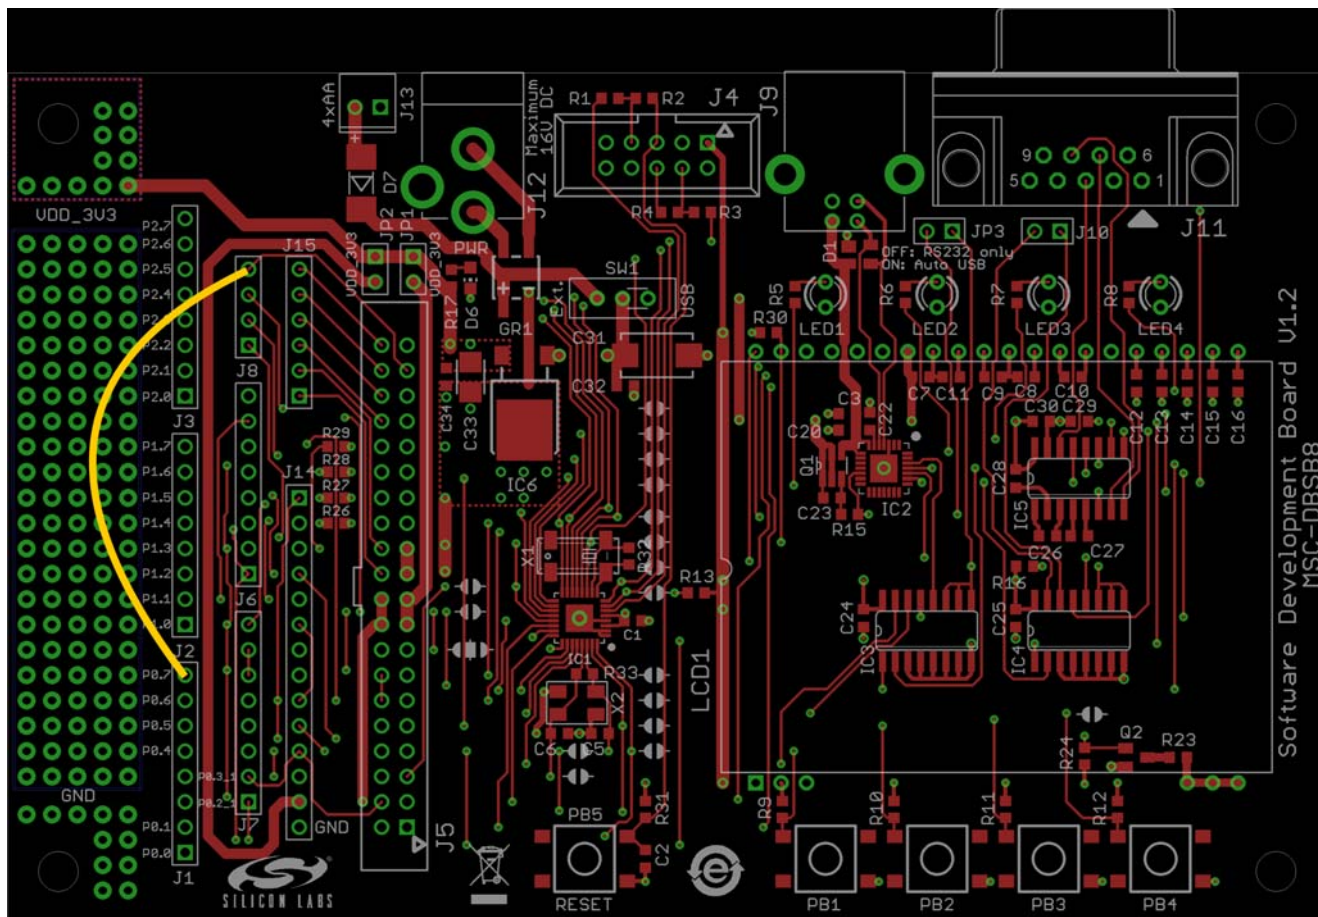 4xAA
J13
Maximum
16V DC
J12
R1
R2
J4
J9
9
6
5
1
J11
VDD_3V3
P2.7
P2.6
P2.5
P2.4
P2.2
P2.1
P2.0
J3
J15
J8
D7
JP2
JP1
VDD_3V3
VDD_3V3
PWR
R17
D6
GR1
Ext.
SW1
USB
R4
R3
D1
OFF: RS232 only
ON: Auto USB
JP3
J10
R5
LED1
R6
LED2
R7
LED3
R8
LED4
R30
C31
C32
C34
C33
IC6
C3
C22
C20
Q1
C23
R15
IC2
C7
C11
C9
C8
C10
C30
C29
C12
C13
C14
C15
C16
C28
IC5
C26
C27
P1.7
P1.6
P1.5
P1.4
P1.3
P1.2
P1.1
P1.0
J2
R29
R28
R27
R26
J14
J6
X1
R32
R13
C1
IC1
R33
X2
C6
C5
C24
IC3
R16
C25
IC4
LCD1
P0.7
P0.6
P0.5
P0.4
P0.3_1
P0.2_1
P0.1
P0.0
J1
GND
J7
GND
J5
SILICON LABS
PB5
RESET
R31
C2
R9
R10
R11
R12
R24
Q2
R23
PB1
PB2
PB3
PB4
Software Development Board V1.2
MSC-DBSB8